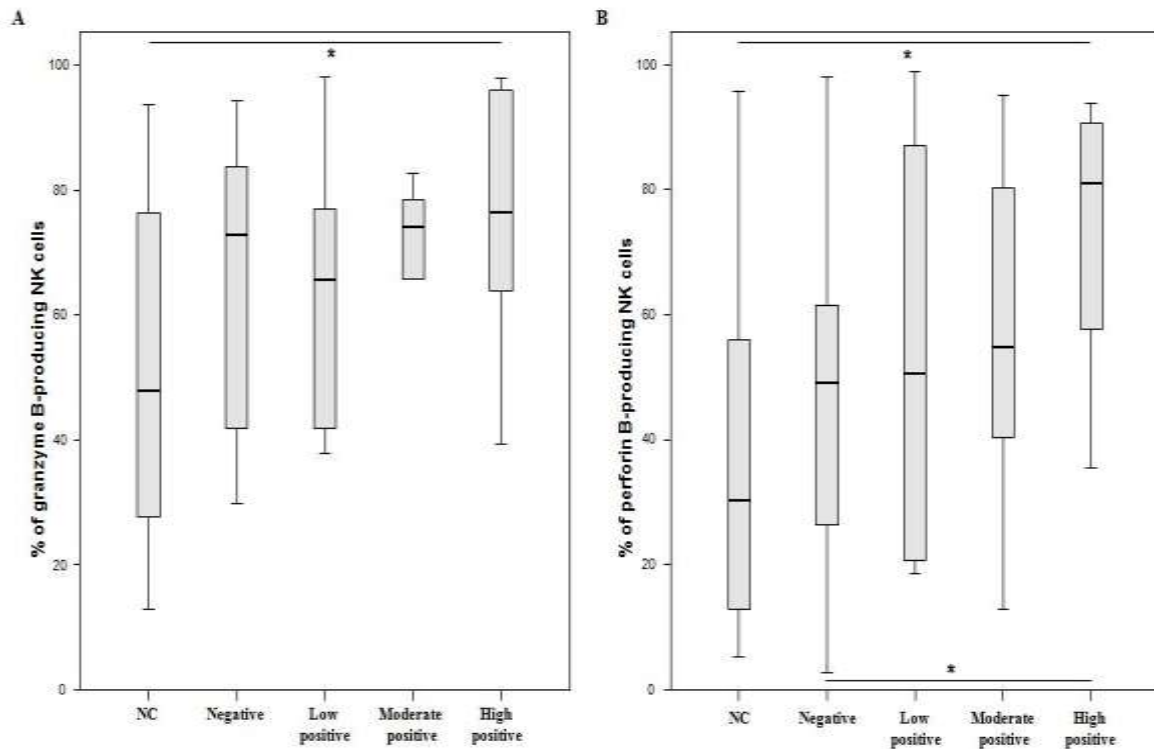 A
B
*
*
% of granzyme B-producing NK cells
100
80
60
40
20
0
NC
Negative
Low
positive
Moderate
positive
High
positive
% of perforin B-producing NK cells
100
80
60
40
20
0
*
NC
Negative
Low
positive
Moderate
positive
High
positive